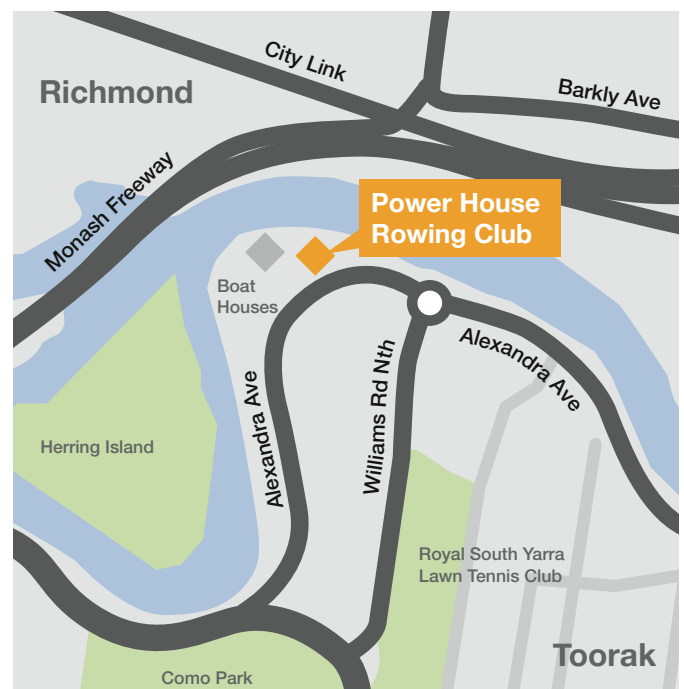 City Link
Richmond
Barkly Ave
Monash Freeway
Power House
Rowing Club
Boat
Houses
Alexandra Ave
Williams Rd Nth
Alexandra Ave
Herring Island
Royal South Yarra
Lawn Tennis Club
Toorak
Como Park